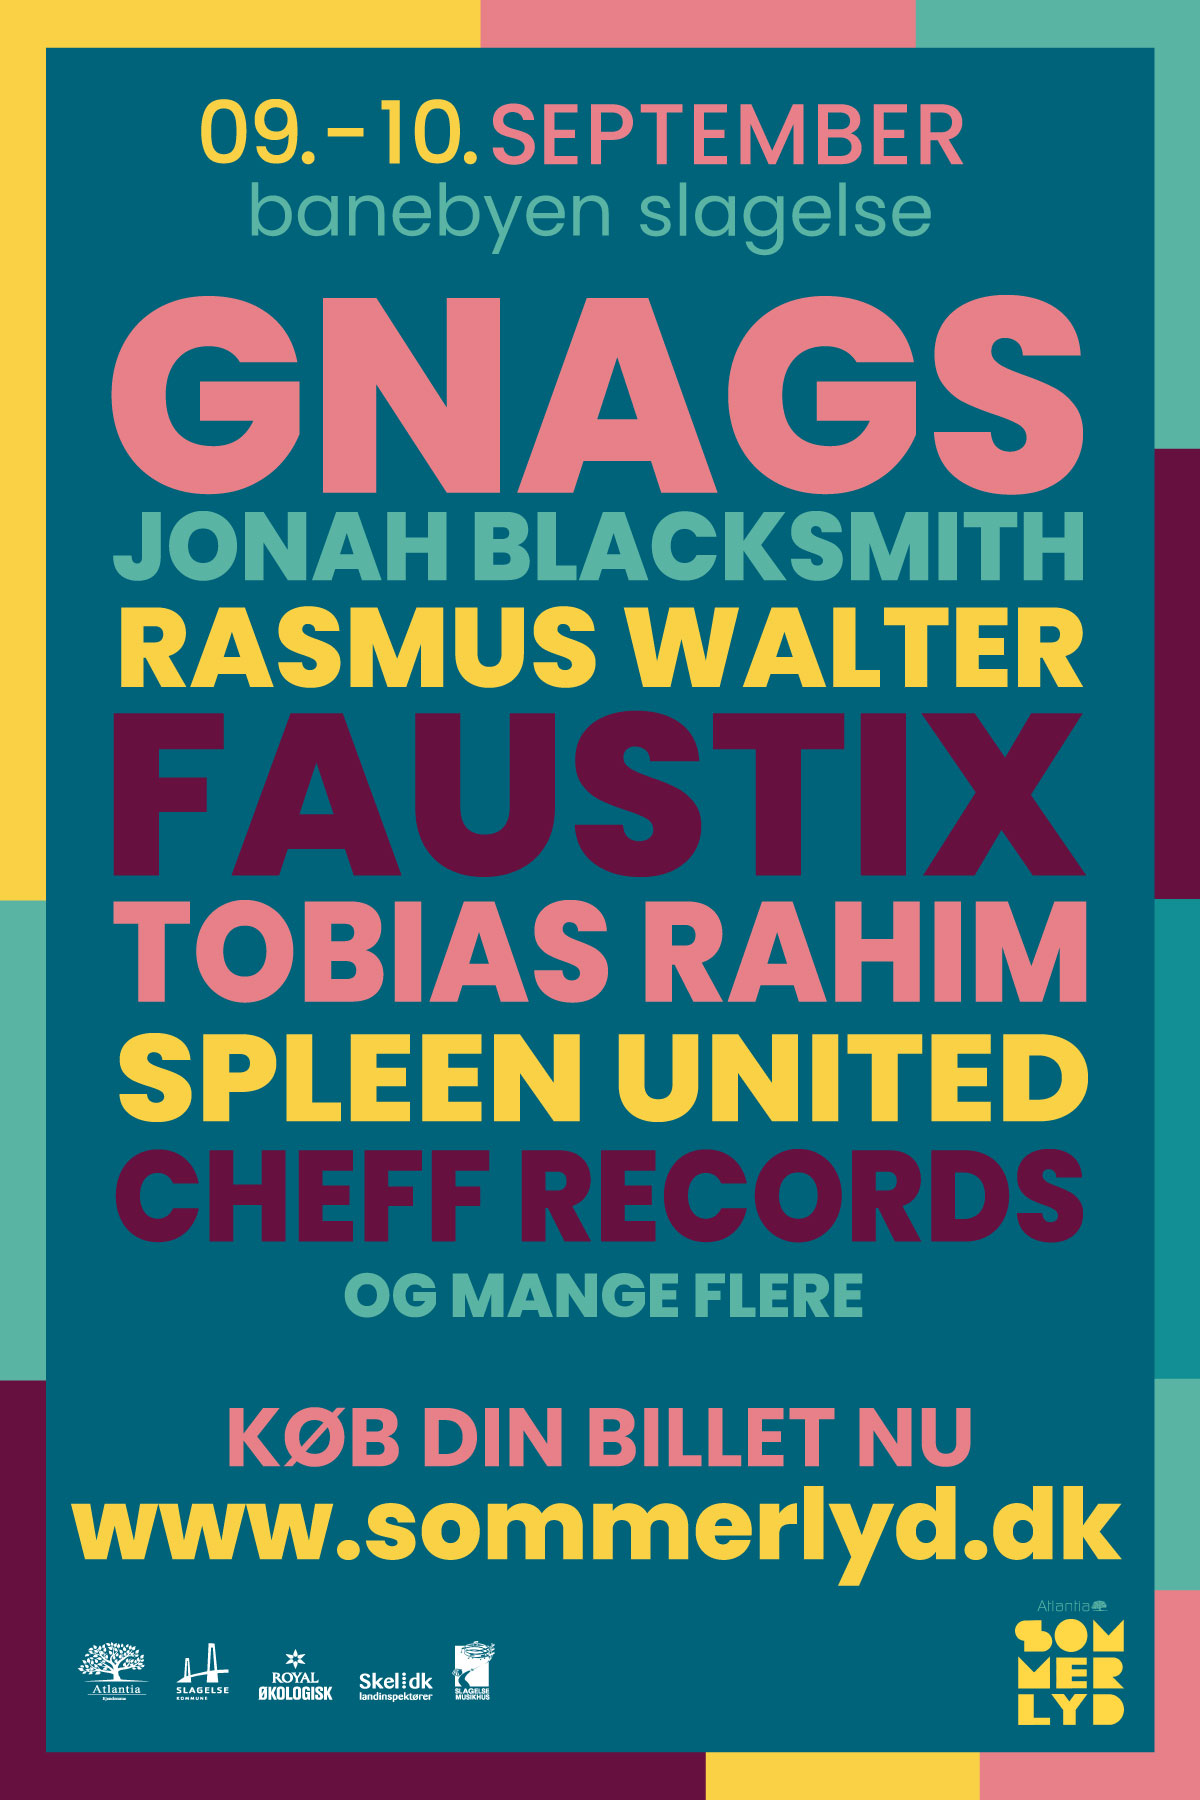 09. - 10. SEPTEMBER
banebyen slagelse
GNAGS
JONAH BLACKSMITH
RASMUS WALTER
FAUSTIX
TOBIAS RAHIM
SPLEEN UNITED
CHEFF RECORDS
OG MANGE FLERE
KØB DIN BILLET NU
www.sommerlyd.dk
Atlantia
Ejendomme
SLAGELSE
KOMMUNE
ROYAL
ØKOLOGISK
Skel.dk
landinspektører
SLAGELSE
MUSIKHUS
Atlantia
SOM
MER
LYD